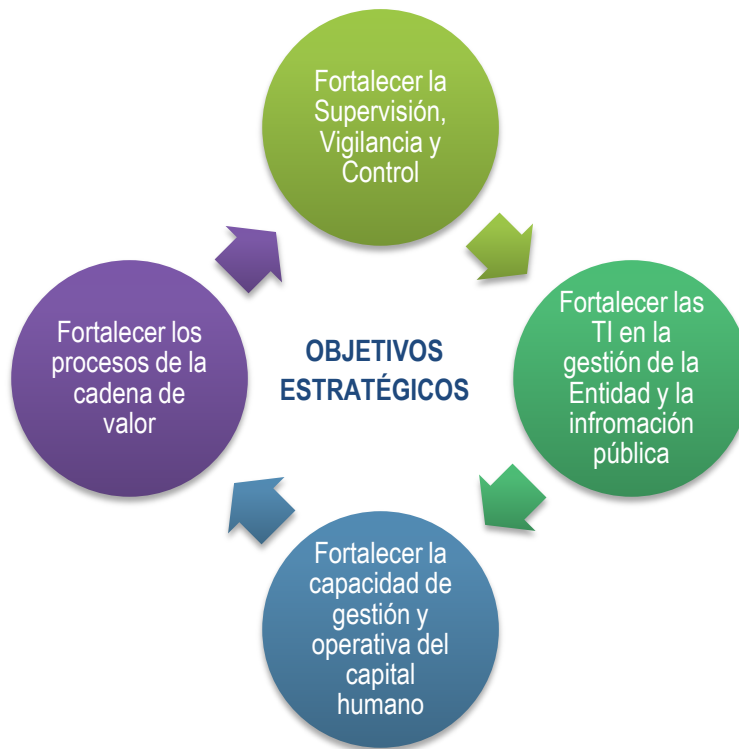 Fortalecer la
Supervisión,
Vigilancia y
Control
Fortalecer las
TI en la
gestión de la
Entidad y la
infromación
pública
Fortalecer la
capacidad de
gestión y
operativa del
capital
humano
Fortalecer los
procesos de la
cadena de
valor
OBJETIVOS
ESTRATÉGICOS